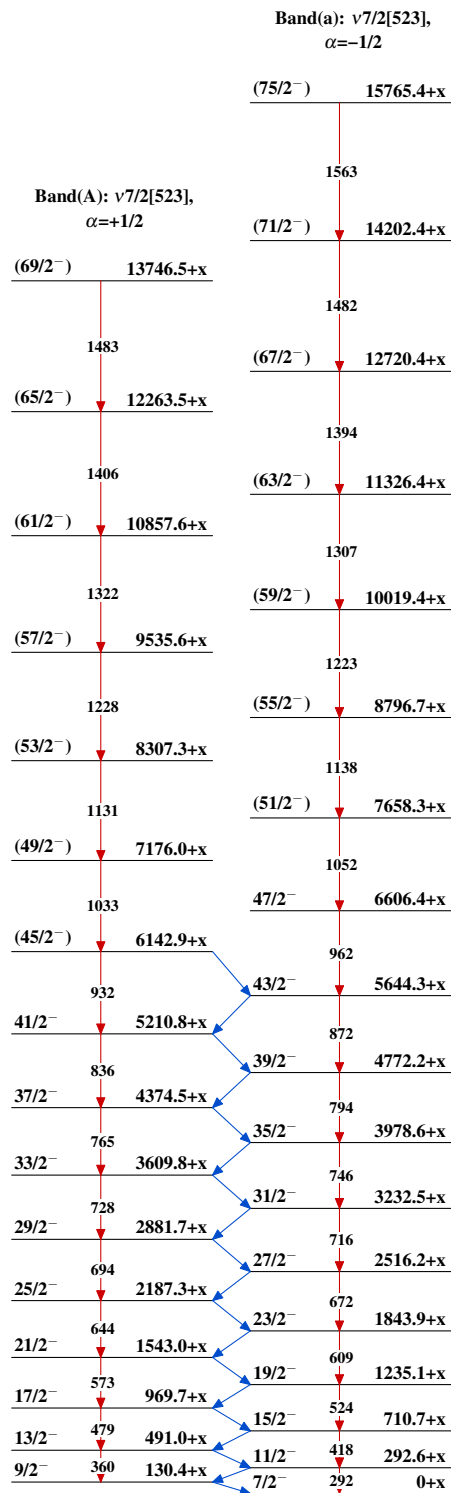 Band(A): ν7/2[523],
α=+1/2
(69/2⁻) 13746.5+x
1483
(65/2⁻) 12263.5+x
1406
(61/2⁻) 10857.6+x
1322
(57/2⁻) 9535.6+x
1228
(53/2⁻) 8307.3+x
1131
(49/2⁻) 7176.0+x
1033
(45/2⁻) 6142.9+x
932
41/2⁻ 5210.8+x
836
37/2⁻ 4374.5+x
765
33/2⁻ 3609.8+x
728
29/2⁻ 2881.7+x
694
25/2⁻ 2187.3+x
644
21/2⁻ 1543.0+x
573
17/2⁻ 969.7+x
479
13/2⁻ 491.0+x
360
9/2⁻ 130.4+x
Band(a): ν7/2[523],
α=−1/2
(75/2⁻) 15765.4+x
1563
(71/2⁻) 14202.4+x
1482
(67/2⁻) 12720.4+x
1394
(63/2⁻) 11326.4+x
1307
(59/2⁻) 10019.4+x
1223
(55/2⁻) 8796.7+x
1138
(51/2⁻) 7658.3+x
1052
47/2⁻ 6606.4+x
962
43/2⁻ 5644.3+x
872
39/2⁻ 4772.2+x
794
35/2⁻ 3978.6+x
746
31/2⁻ 3232.5+x
716
27/2⁻ 2516.2+x
672
23/2⁻ 1843.9+x
609
19/2⁻ 1235.1+x
524
15/2⁻ 710.7+x
418
11/2⁻ 292.6+x
292
7/2⁻ 0+x